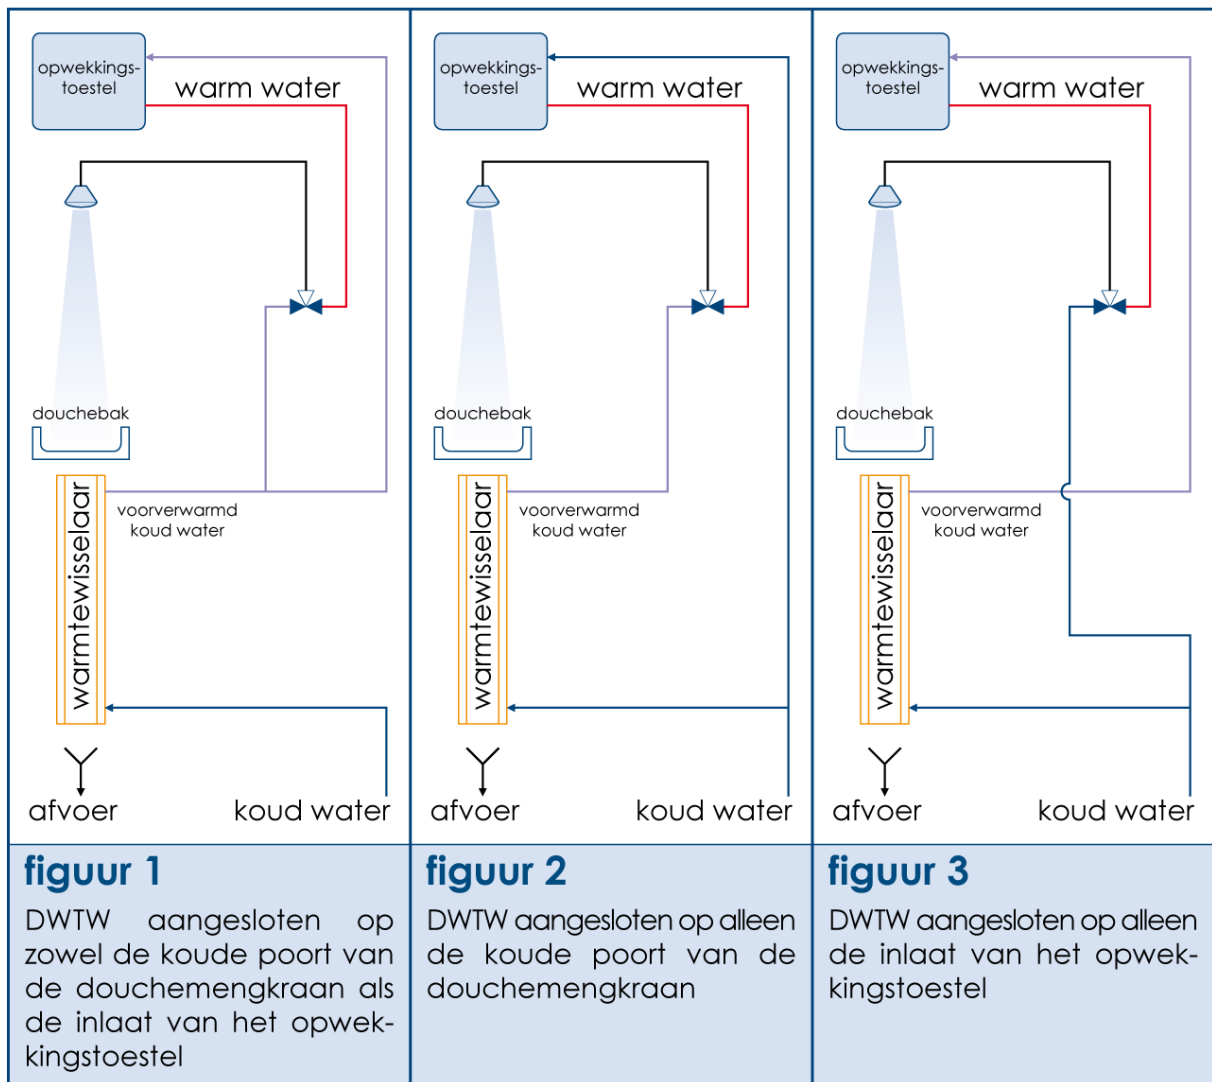 opwekkings-
toestel
warm water
douchebak
warmtewisselaar
voorverwarmd
koud water
afvoer
koud water
figuur 1
DWTW aangesloten op
zowel de koude poort van
de douchemengkraan als
de inlaat van het opwek-
kingstoestel
opwekkings-
toestel
warm water
douchebak
warmtewisselaar
voorverwarmd
koud water
afvoer
koud water
figuur 2
DWTW aangesloten op alleen
de koude poort van de
douchemengkraan
opwekkings-
toestel
warm water
douchebak
warmtewisselaar
voorverwarmd
koud water
afvoer
koud water
figuur 3
DWTW aangesloten op alleen
de inlaat van het opwek-
kingstoestel